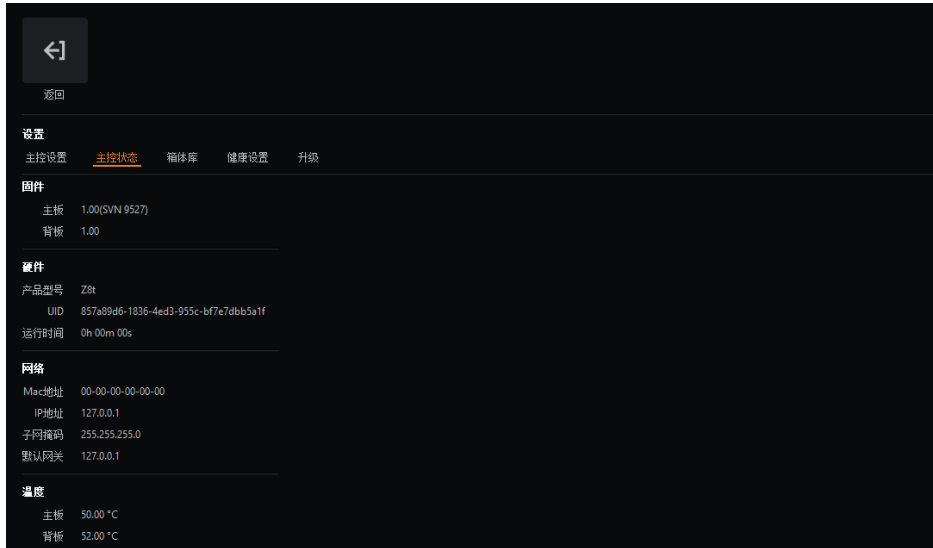 返回
设置
主控设置 主控状态 箱体库 健康设置 升级
固件
主板 1.00(SVN 9527)
背板 1.00
硬件
产品型号 Z8t
UID 857a89d6-1836-4ed3-955c-bf7e7dbb5a1f
运行时间 0h 00m 00s
网络
Mac地址 00-00-00-00-00-00
IP地址 127.0.0.1
子网掩码 255.255.255.0
默认网关 127.0.0.1
温度
主板 50.00 °C
背板 52.00 °C